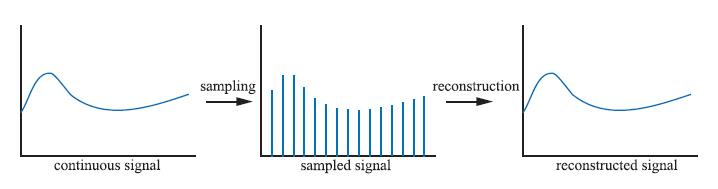 sampling
reconstruction
continuous signal
sampled signal
reconstructed signal